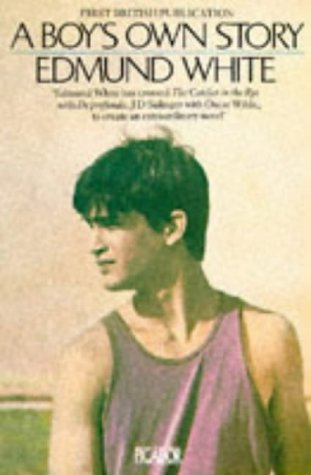 FIRST BRITISH PUBLICATION
A BOY'S OWN STORY
EDMUND WHITE
'Edmund White has crossed The Catcher in the Rye
with De profundis, J D Salinger with Oscar Wilde,
to create an extraordinary novel'
PICADOR